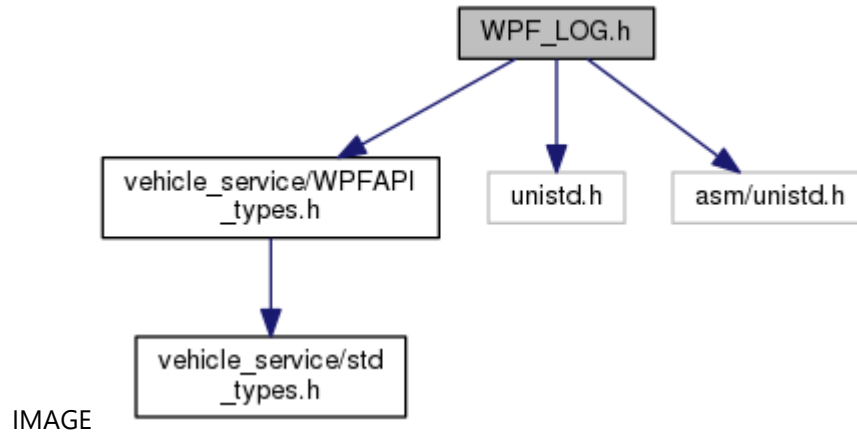 WPF_LOG.h
vehicle_service/WPFAPI
_types.h
unistd.h
asm/unistd.h
vehicle_service/std
_types.h
IMAGE